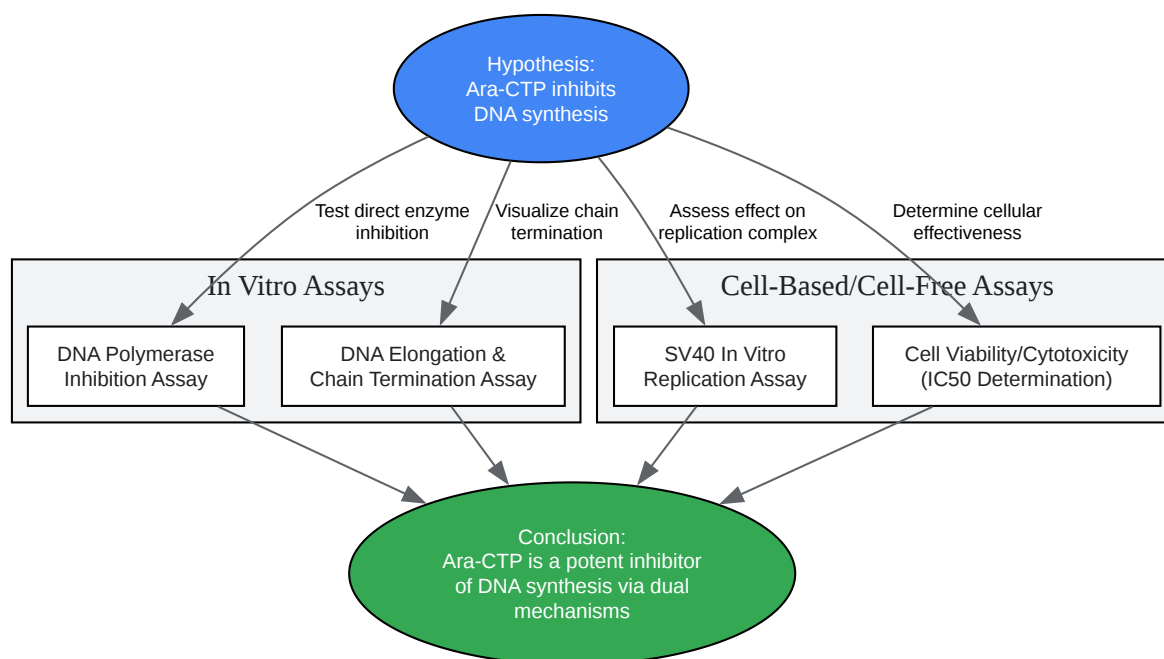 Hypothesis:
Ara-CTP inhibits
DNA synthesis
Test direct enzyme
inhibition
Visualize chain
termination
Assess effect on
replication complex
Determine cellular
effectiveness
In Vitro Assays
Cell-Based/Cell-Free Assays
DNA Polymerase
Inhibition Assay
DNA Elongation &
Chain Termination Assay
SV40 In Vitro
Replication Assay
Cell Viability/Cytotoxicity
(IC50 Determination)
Conclusion:
Ara-CTP is a potent inhibitor
of DNA synthesis via dual
mechanisms